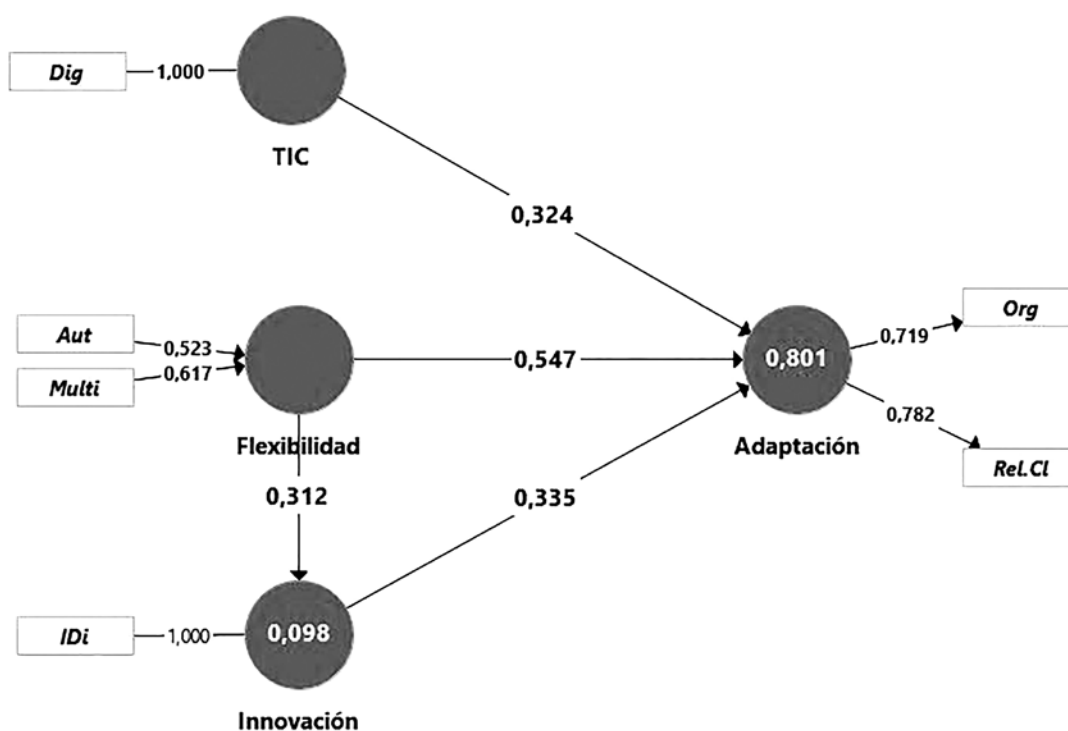 Dig
1,000
TIC
0,324
Aut
0,523
Multi
0,617
Flexibilidad
0,547
0,801
Adaptación
0,719
Org
0,782
Rel.Cl
0,312
0,335
IDi
1,000
0,098
Innovación